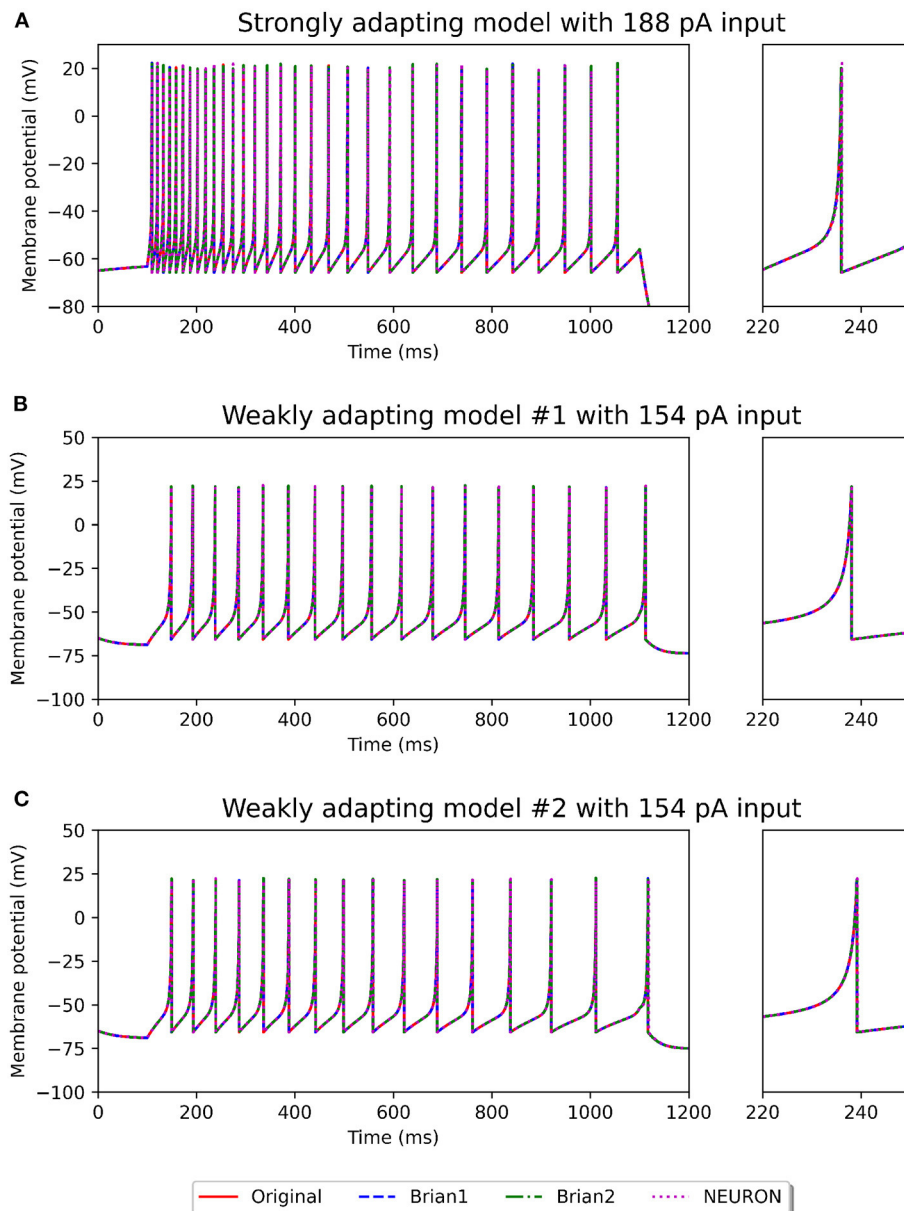 A
Strongly adapting model with 188 pA input
20
0
−20
−40
−60
−80
Membrane potential (mV)
0 200 400 600 800 1000 1200
220 240
Time (ms)
B
Weakly adapting model #1 with 154 pA input
50
25
0
−25
−50
−75
−100
Membrane potential (mV)
0 200 400 600 800 1000 1200
220 240
Time (ms)
C
Weakly adapting model #2 with 154 pA input
50
25
0
−25
−50
−75
−100
Membrane potential (mV)
0 200 400 600 800 1000 1200
220 240
Time (ms)
Original Brian1 Brian2 NEURON